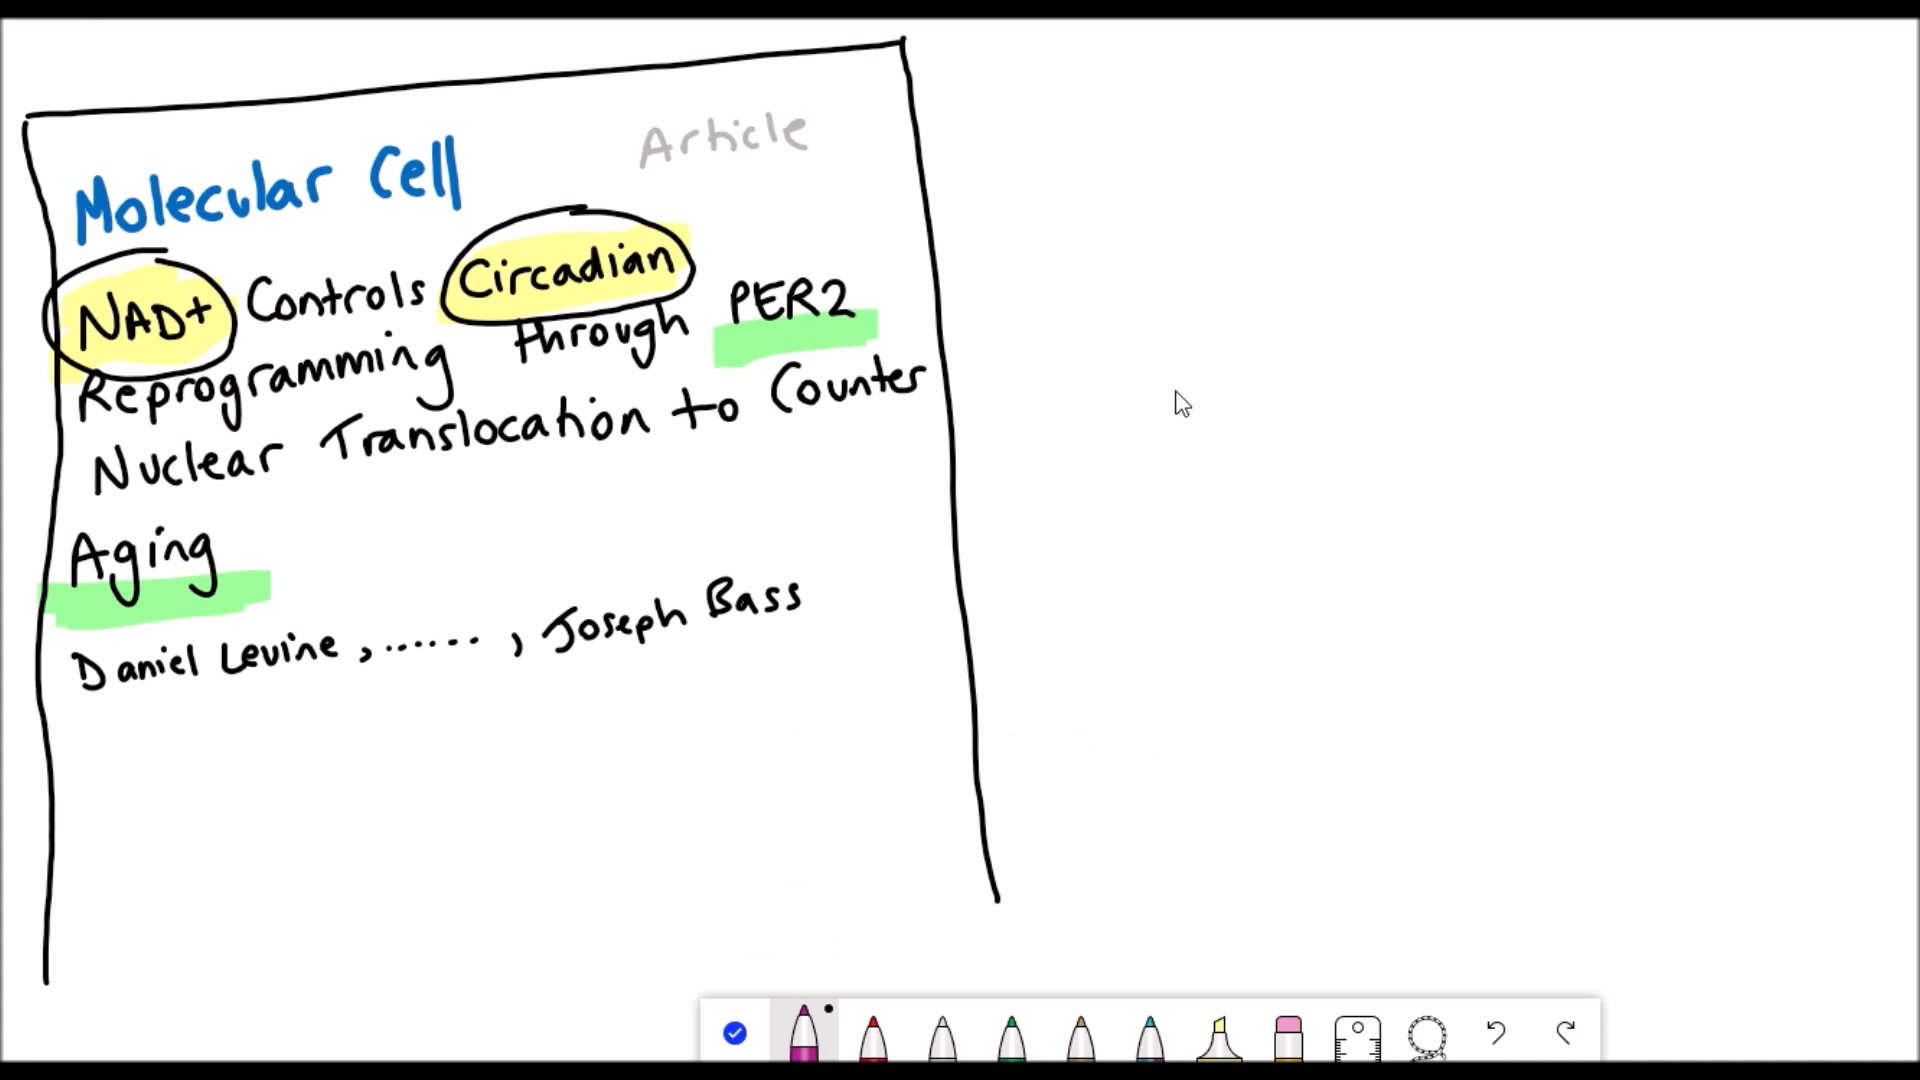 Article
Molecular Cell
NAD+ Controls Circadian
Reprogramming through PER2
Nuclear Translocation to Counter
Aging
Daniel Levine, ...... , Joseph Bass